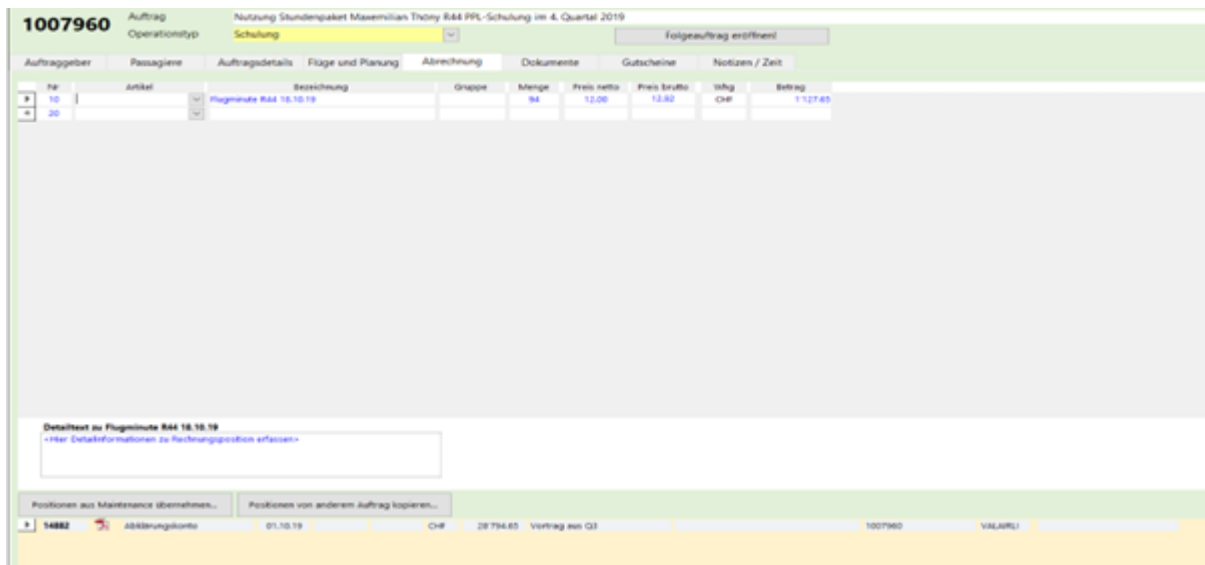 1007960 Auftrag Nutzung Stundenpaket Maxemilian Thöny R44 PPL-Schulung im 4. Quartal 2019
Operationstyp Schulung Folgeauftrag eröffnen!
Auftraggeber Passagiere Auftragsdetails Flüge und Planung Abrechnung Dokumente Gutscheine Notizen / Zeit
Nr Artikel Bezeichnung Gruppe Menge Preis netto Preis brutto Whg Betrag
10 Flugminute R44 18.10.19 94 12.00 12.92 CHF 1'127.65
20
Detailtext zu Flugminute R44 18.10.19
<Hier Detailinformationen zu Rechnungsposition erfassen>
Positionen aus Maintenance übernehmen... Positionen von anderem Auftrag kopieren...
14882 Abklärungskonto 01.10.19 CHF 28'794.65 Vortrag aus Q3 1007960